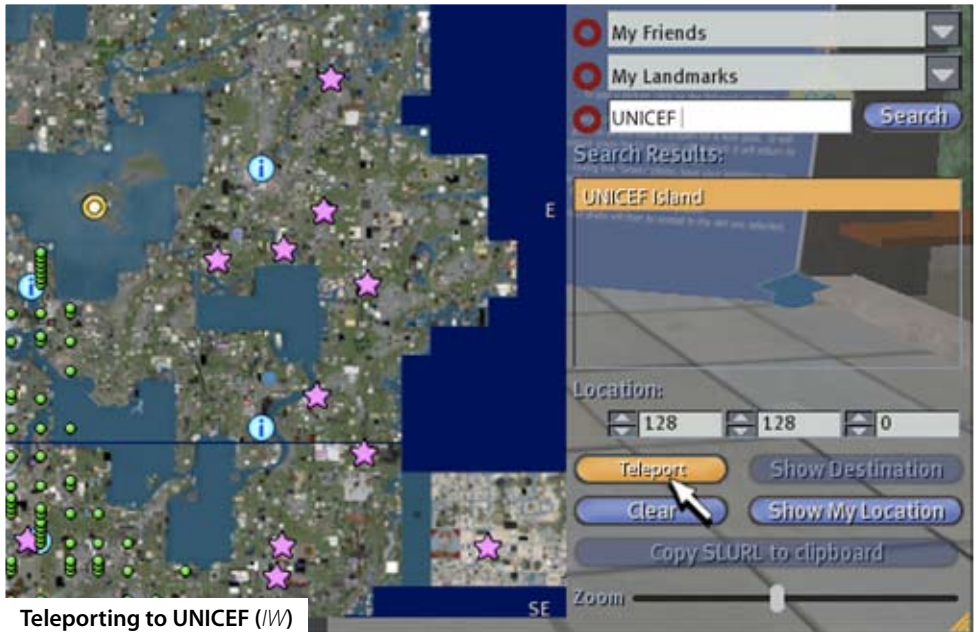 My Friends
My Landmarks
UNICEF
Search
Search Results:
UNICEF Island
E
Location:
128
128
0
Teleport
Show Destination
Clear
Show My Location
Copy SLURL to clipboard
Zoom
SE
Teleporting to UNICEF (IW)